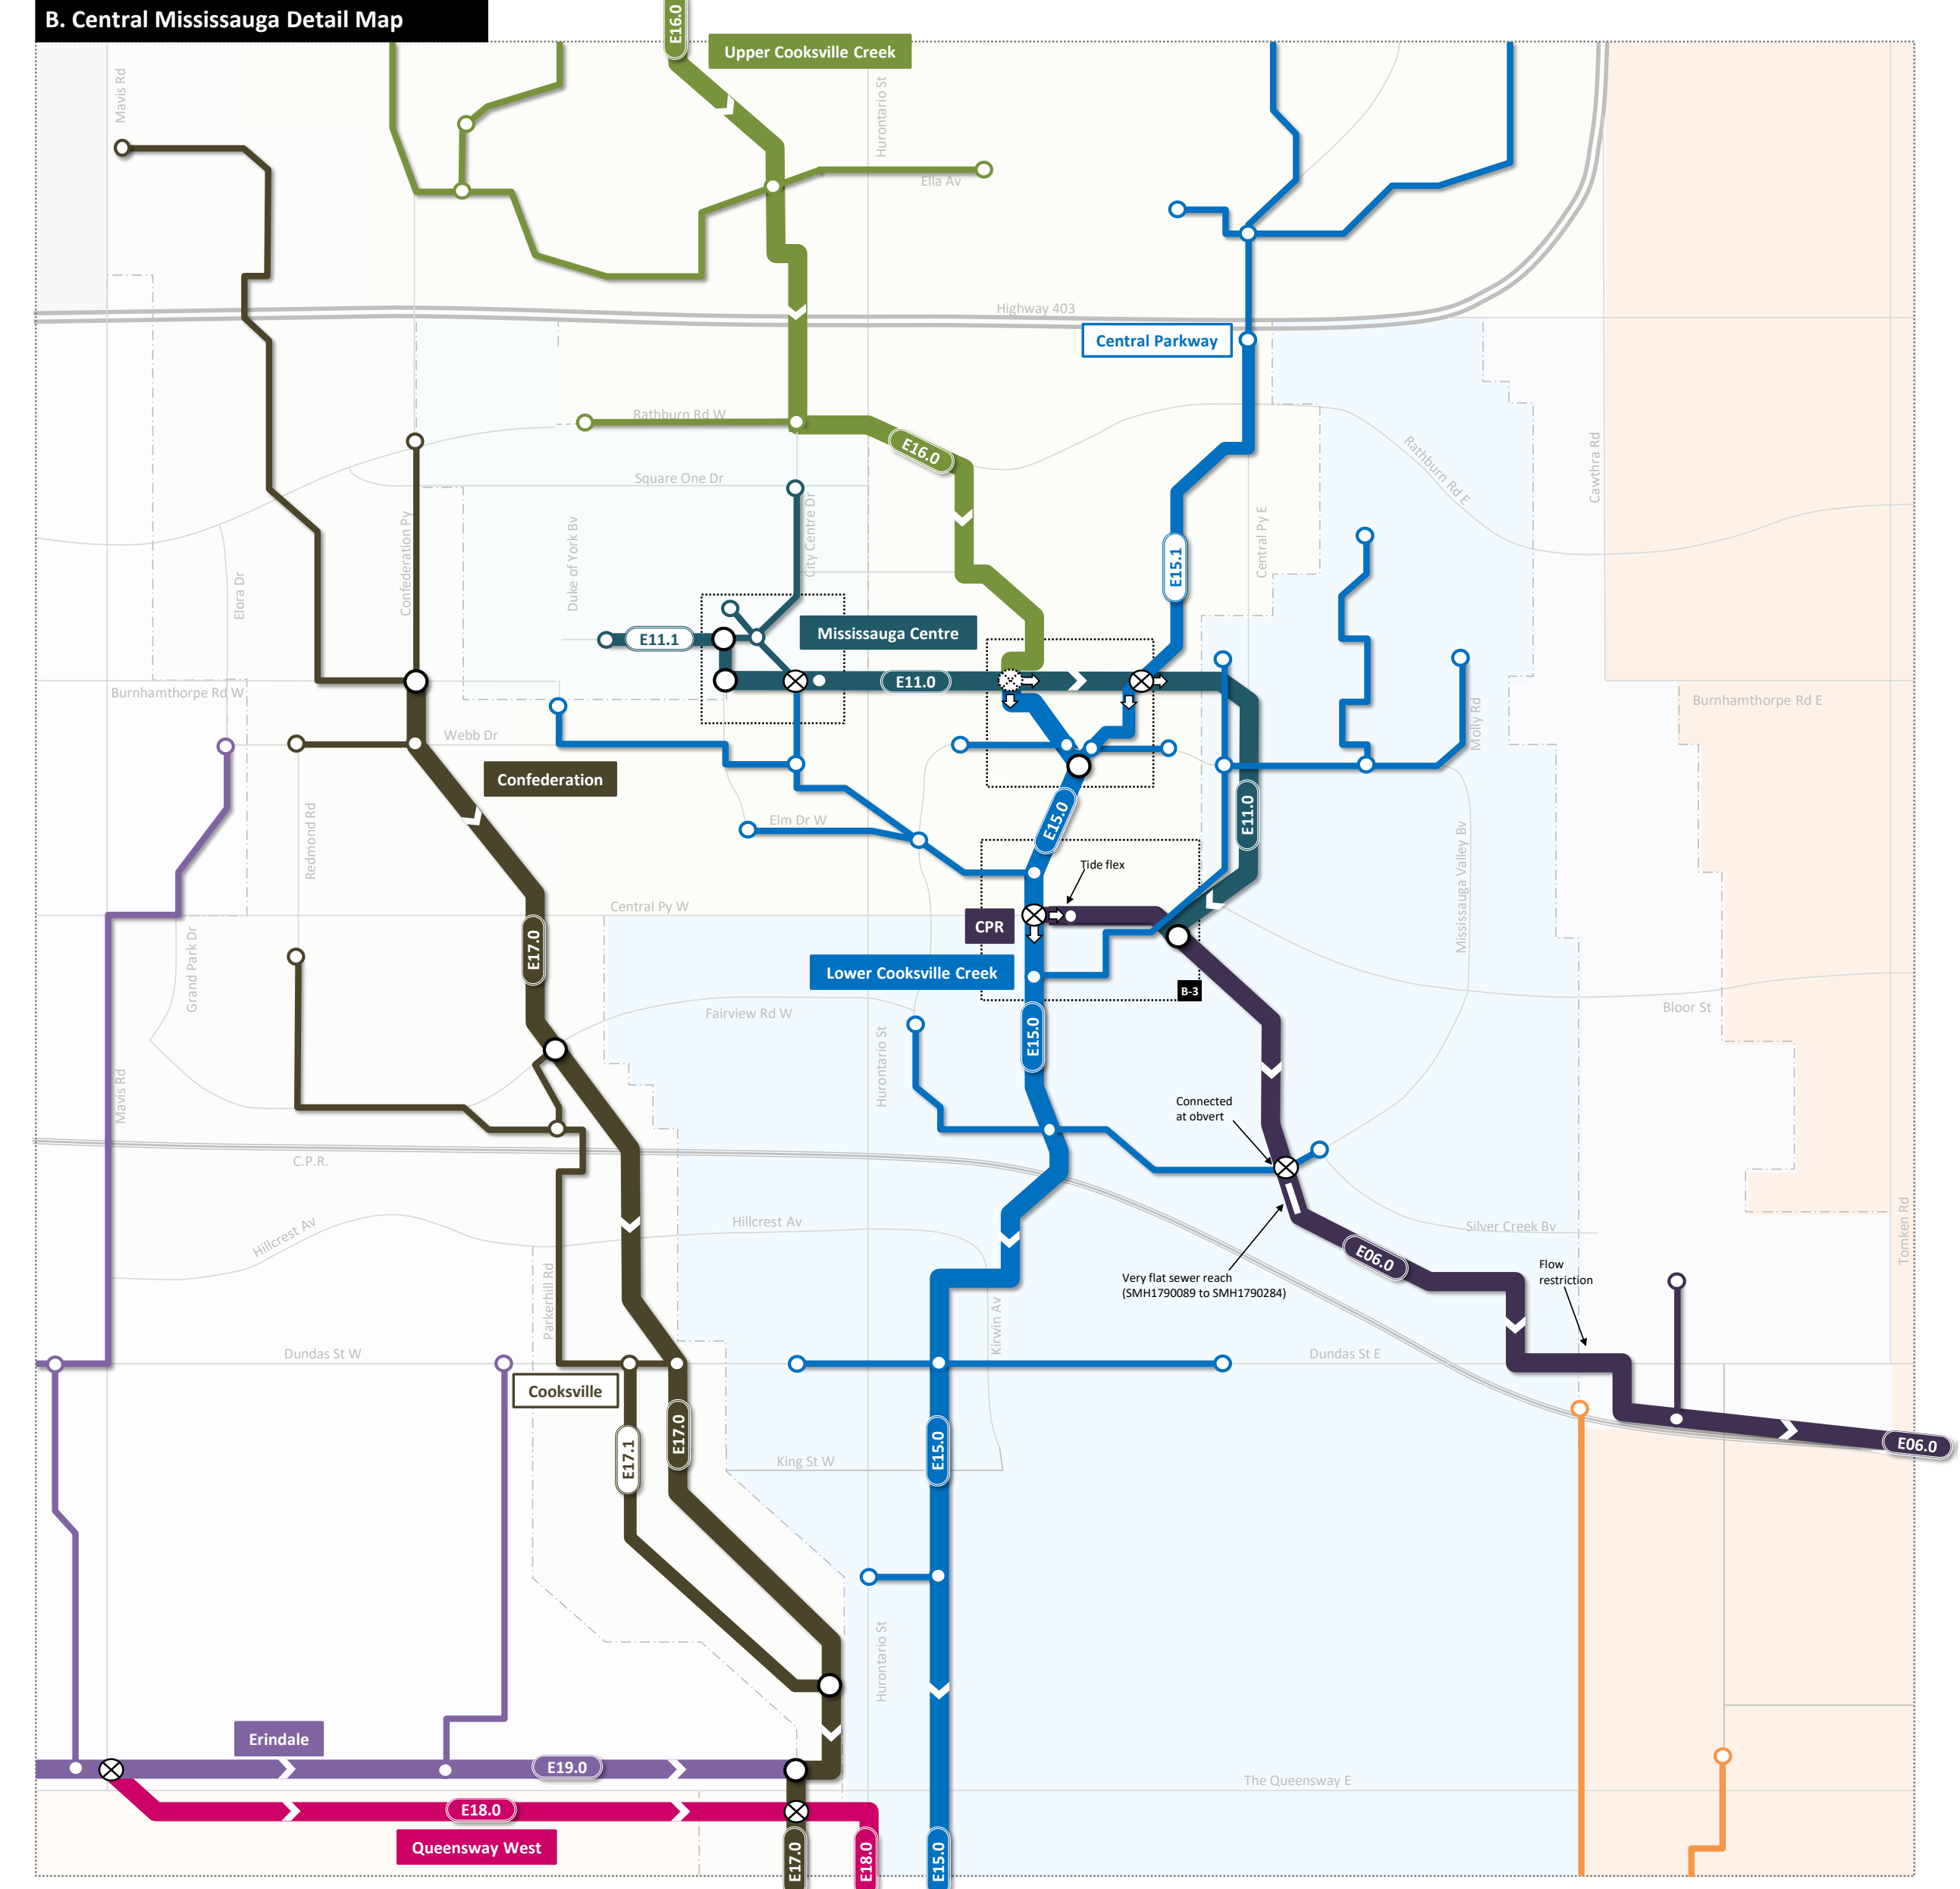 B. Central Mississauga Detail Map
E16.0
Upper Cooksville Creek
Mavis Rd
Hurontario St
Ella Av
Highway 403
Central Parkway
Rathburn Rd W
E16.0
Rathburn Rd E
Cawthra Rd
Square One Dr
City Centre Dr
Confederation Py
Duke of York Bv
Elora Dr
E15.1
Central Py E
E11.1
Mississauga Centre
E11.0
Burnhamthorpe Rd W
Burnhamthorpe Rd E
Molly Rd
Webb Dr
Confederation
Redmond Rd
Elm Dr W
E15.0
E11.0
Mississauga Valley Bv
Tide flex
Central Py W
CPR
E17.0
Grand Park Dr
Lower Cooksville Creek
B-3
Bloor St
Fairview Rd W
Hurontario St
E15.0
Mavis Rd
Connected
at obvert
C.P.R.
Hillcrest Av
Hillcrest Av
Silver Creek Bv
Tomken Rd
E06.0
Very flat sewer reach
(SMH1790089 to SMH1790284)
Flow
restriction
Parkerhill Rd
Kirwin Av
Dundas St W
Dundas St E
Cooksville
E17.1
E17.0
E15.0
E06.0
King St W
Hurontario St
Erindale
E19.0
The Queensway E
E18.0
Queensway West
E17.0
E18.0
E15.0